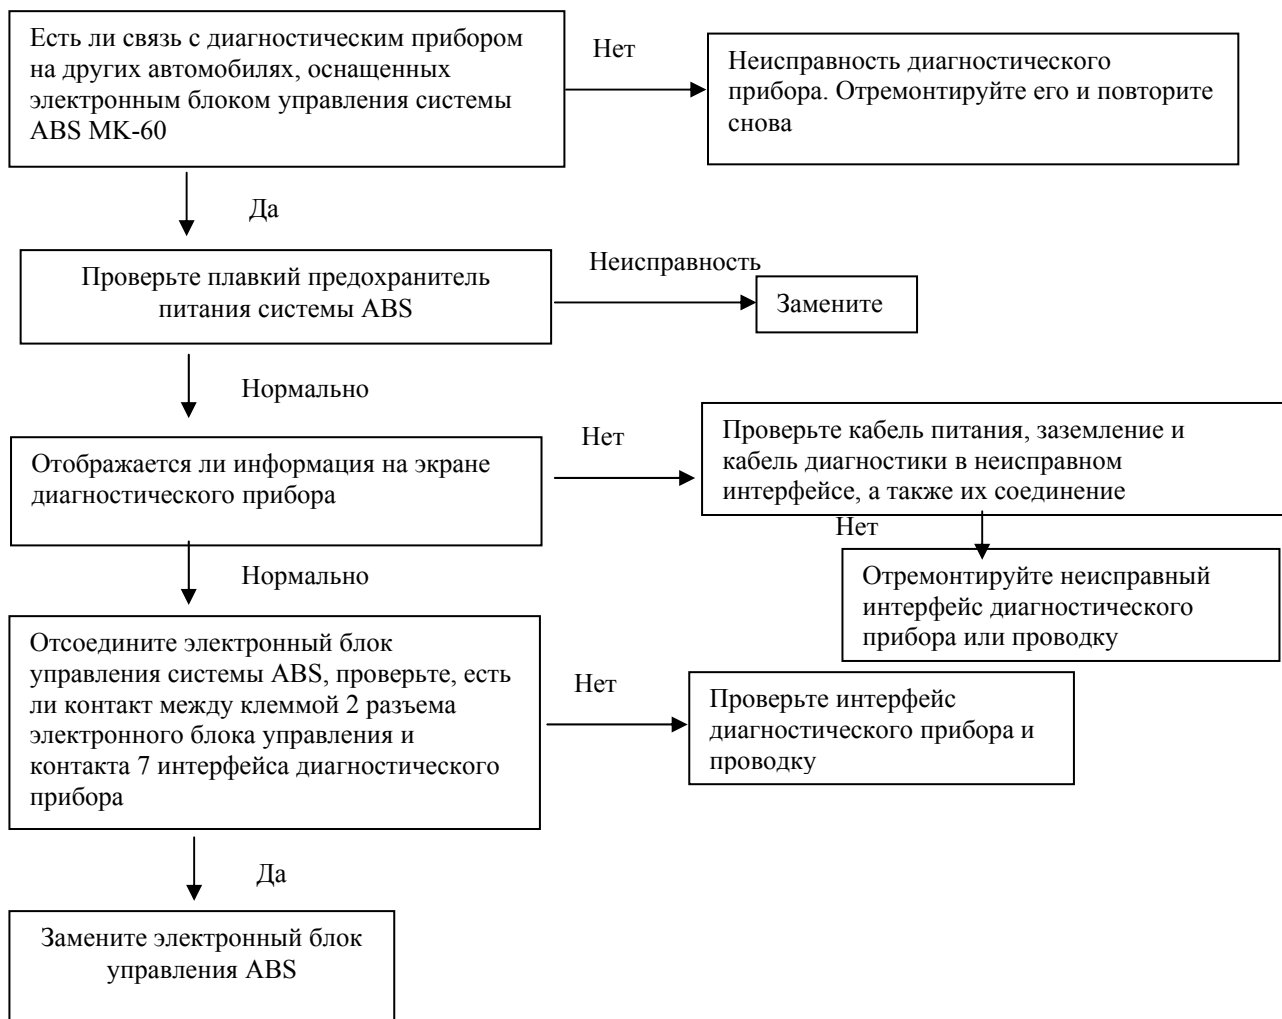 Есть ли связь с диагностическим прибором
на других автомобилях, оснащенных
электронным блоком управления системы
ABS MK-60
Нет
Неисправность диагностического
прибора. Отремонтируйте его и повторите
снова
Да
Проверьте плавкий предохранитель
питания системы ABS
Неисправность
Замените
Нормально
Отображается ли информация на экране
диагностического прибора
Нет
Проверьте кабель питания, заземление и
кабель диагностики в неисправном
интерфейсе, а также их соединение
Нет
Отремонтируйте неисправный
интерфейс диагностического
прибора или проводку
Нормально
Отсоедините электронный блок
управления системы ABS, проверьте, есть
ли контакт между клеммой 2 разъема
электронного блока управления и
контакта 7 интерфейса диагностического
прибора
Нет
Проверьте интерфейс
диагностического прибора и
проводку
Да
Замените электронный блок
управления ABS